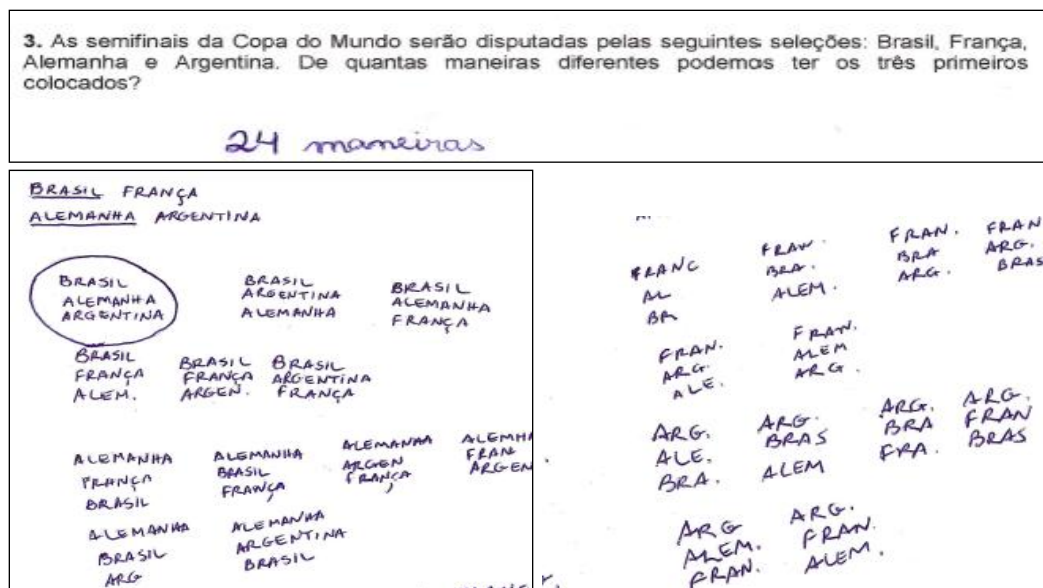 3. As semifinais da Copa do Mundo serão disputadas pelas seguintes seleções: Brasil, França,
Alemanha e Argentina. De quantas maneiras diferentes podemos ter os três primeiros
colocados?
24 maneiras
BRASIL FRANÇA
ALEMANHA ARGENTINA
BRASIL BRASIL BRASIL
ALEMANHA ARGENTINA ALEMANHA
ARGENTINA ALEMANHA FRANÇA
BRASIL BRASIL BRASIL
FRANÇA FRANÇA ARGENTINA
ALEM. ARGEN. FRANÇA
ALEMANHA ALEMANHA ALEMANHA ALEMH
FRANÇA BRASIL ARGEN FRAN
BRASIL FRANÇA FRANÇA ARGEN
ALEMANHA ALEMANHA
BRASIL ARGENTINA
ARG BRASIL
FRANC FRAN. FRAN. FRAN
AL BRA. BRA ARG.
BR ALEM. ARG. BRAS
FRAN. FRAN.
ARG. ALEM
ALE. ARG.
ARG. ARG. ARG. ARG.
ALE. BRAS BRA FRAN
BRA. ALEM FRA. BRAS
ARG ARG.
ALEM. FRAN.
FRAN. ALEM.